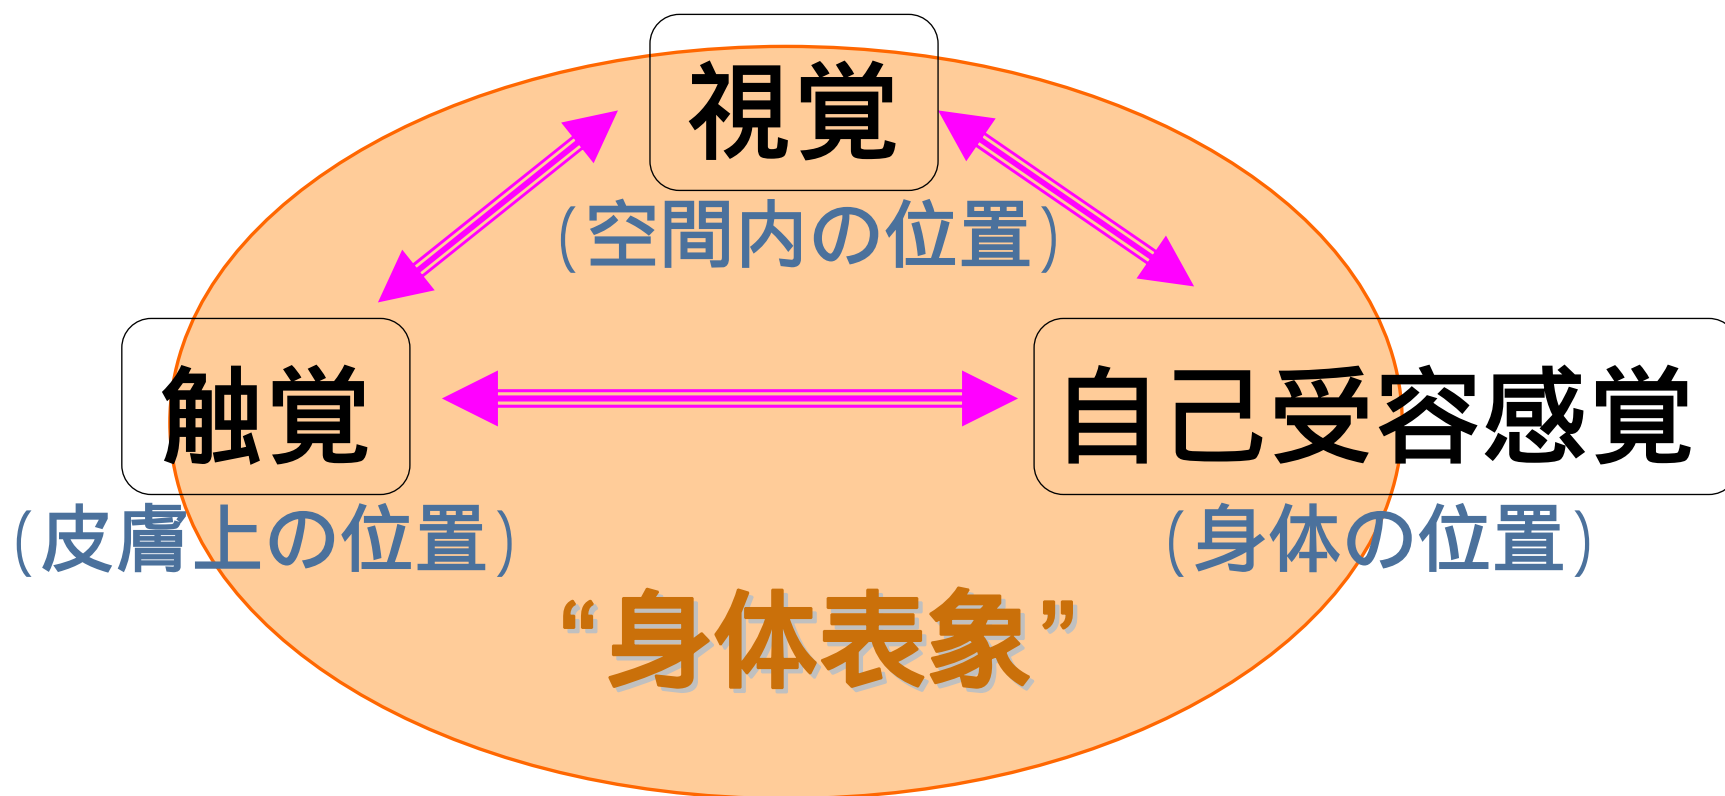 視覚
(空間内の位置)
触覚
自己受容感覚
(皮膚上の位置)
(身体の位置)
“身体表象”